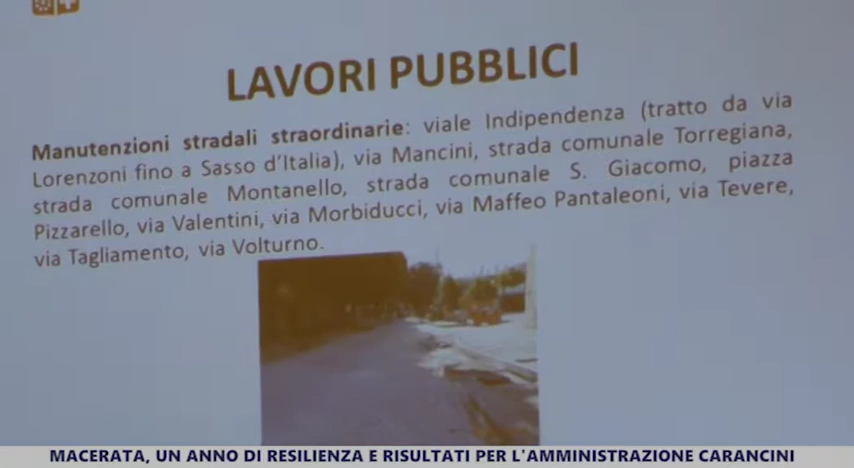 LAVORI PUBBLICI
Manutenzioni stradali straordinarie: viale Indipendenza (tratto da via
Lorenzoni fino a Sasso d'Italia), via Mancini, strada comunale Torregiana,
strada comunale Montanello, strada comunale S. Giacomo, piazza
Pizzarello, via Valentini, via Morbiducci, via Maffeo Pantaleoni, via Tevere,
via Tagliamento, via Volturno.
MACERATA, UN ANNO DI RESILIENZA E RISULTATI PER L'AMMINISTRAZIONE CARANCINI